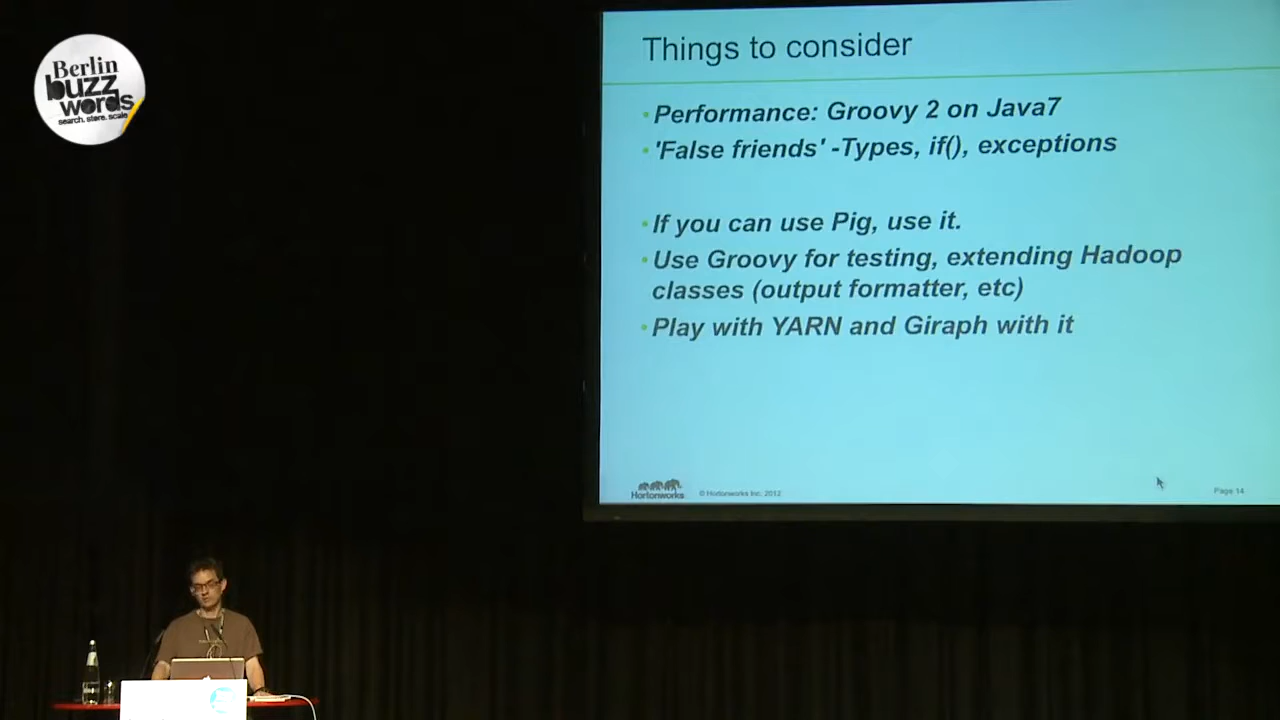 Berlin
buzz
words
search. store. scale
Things to consider
Performance: Groovy 2 on Java7
'False friends' -Types, if(), exceptions
If you can use Pig, use it.
Use Groovy for testing, extending Hadoop
classes (output formatter, etc)
Play with YARN and Giraph with it
Hortonworks
© Hortonworks Inc. 2012
Page 14